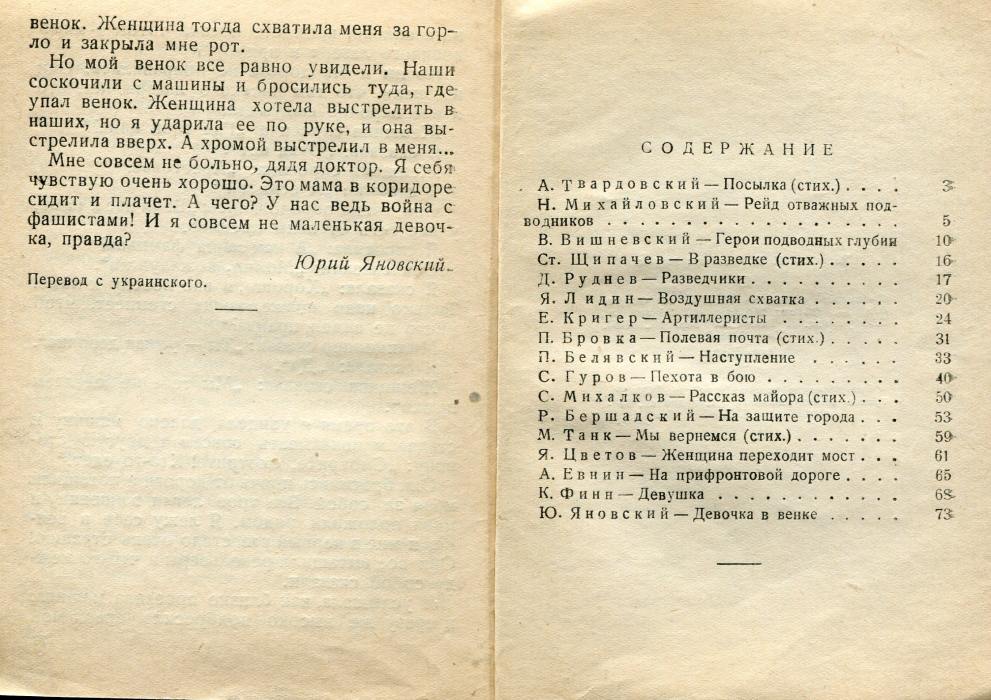 венок. Женщина тогда схватила меня за гор-
ло и закрыла мне рот.
Но мой венок все равно увидели. Наши
соскочили с машины и бросились туда, где
упал венок. Женщина хотела выстрелить в
наших, но я ударила ее по руке, и она вы-
стрелила вверх. А хромой выстрелил в меня...
Мне совсем не больно, дядя доктор. Я себя
чувствую очень хорошо. Это мама в коридоре
сидит и плачет. А чего? У нас ведь война с
фашистами! И я совсем не маленькая девоч-
ка, правда?
Юрий Яновский.
Перевод с украинского.
СОДЕРЖАНИЕ
А. Твардовский — Посылка (стих.) . . . . 3
Н. Михайловский — Рейд отважных под-
водников . . . . . . . . . . . . . . . 5
В. Вишневский — Герои подводных глубин 10
Ст. Щипачев — В разведке (стих.) . . . . . 16
Д. Руднев — Разведчики . . . . . . . . . 17
Я. Лидин — Воздушная схватка . . . . . . 20
Е. Кригер — Артиллеристы . . . . . . . . 24
П. Бровка — Полевая почта (стих.) . . . . . 31
П. Белявский — Наступление . . . . . . 33
С. Гуров — Пехота в бою . . . . . . . . . 40
С. Михалков — Рассказ майора (стих.) . . . 50
Р. Бершадский — На защите города . . . 53
М. Танк — Мы вернемся (стих.) . . . . . . . 59
Я. Цветов — Женщина переходит мост . . . 61
А. Евнин — На прифронтовой дороге . . . . 65
К. Финн — Девушка . . . . . . . . . . . . 68
Ю. Яновский — Девочка в венке . . . . . 73